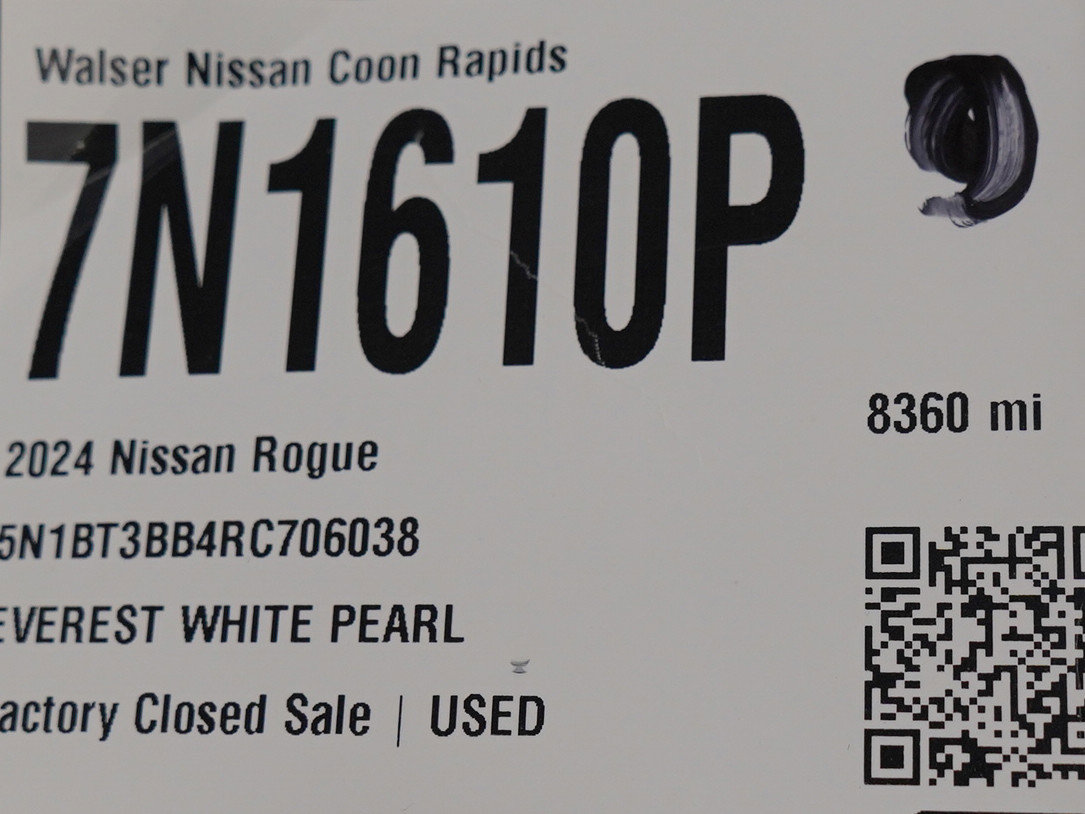 Walser Nissan Coon Rapids
7N1610P
8360 mi
2024 Nissan Rogue
5N1BT3BB4RC706038
EVEREST WHITE PEARL
actory Closed Sale | USED